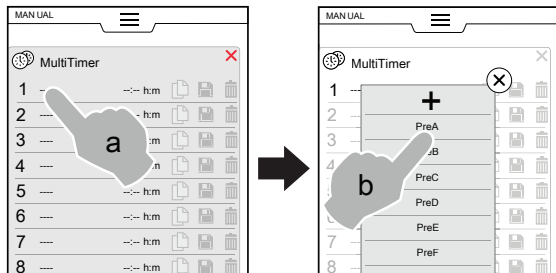 MAN UAL
MultiTimer
1 --- --:-- h:m
2 ---- --:-- h:m
3 ---- h:m
4 ---- h:m
5 ---- --:-- h:m
6 ---- --:-- h:m
7 ---- --:-- h:m
8 ---- --:-- h:m
a
MAN UAL
MultiTimer
1
2
3
4
5
6
7
8
+
PreA
eB
PreC
PreD
PreE
PreF
b